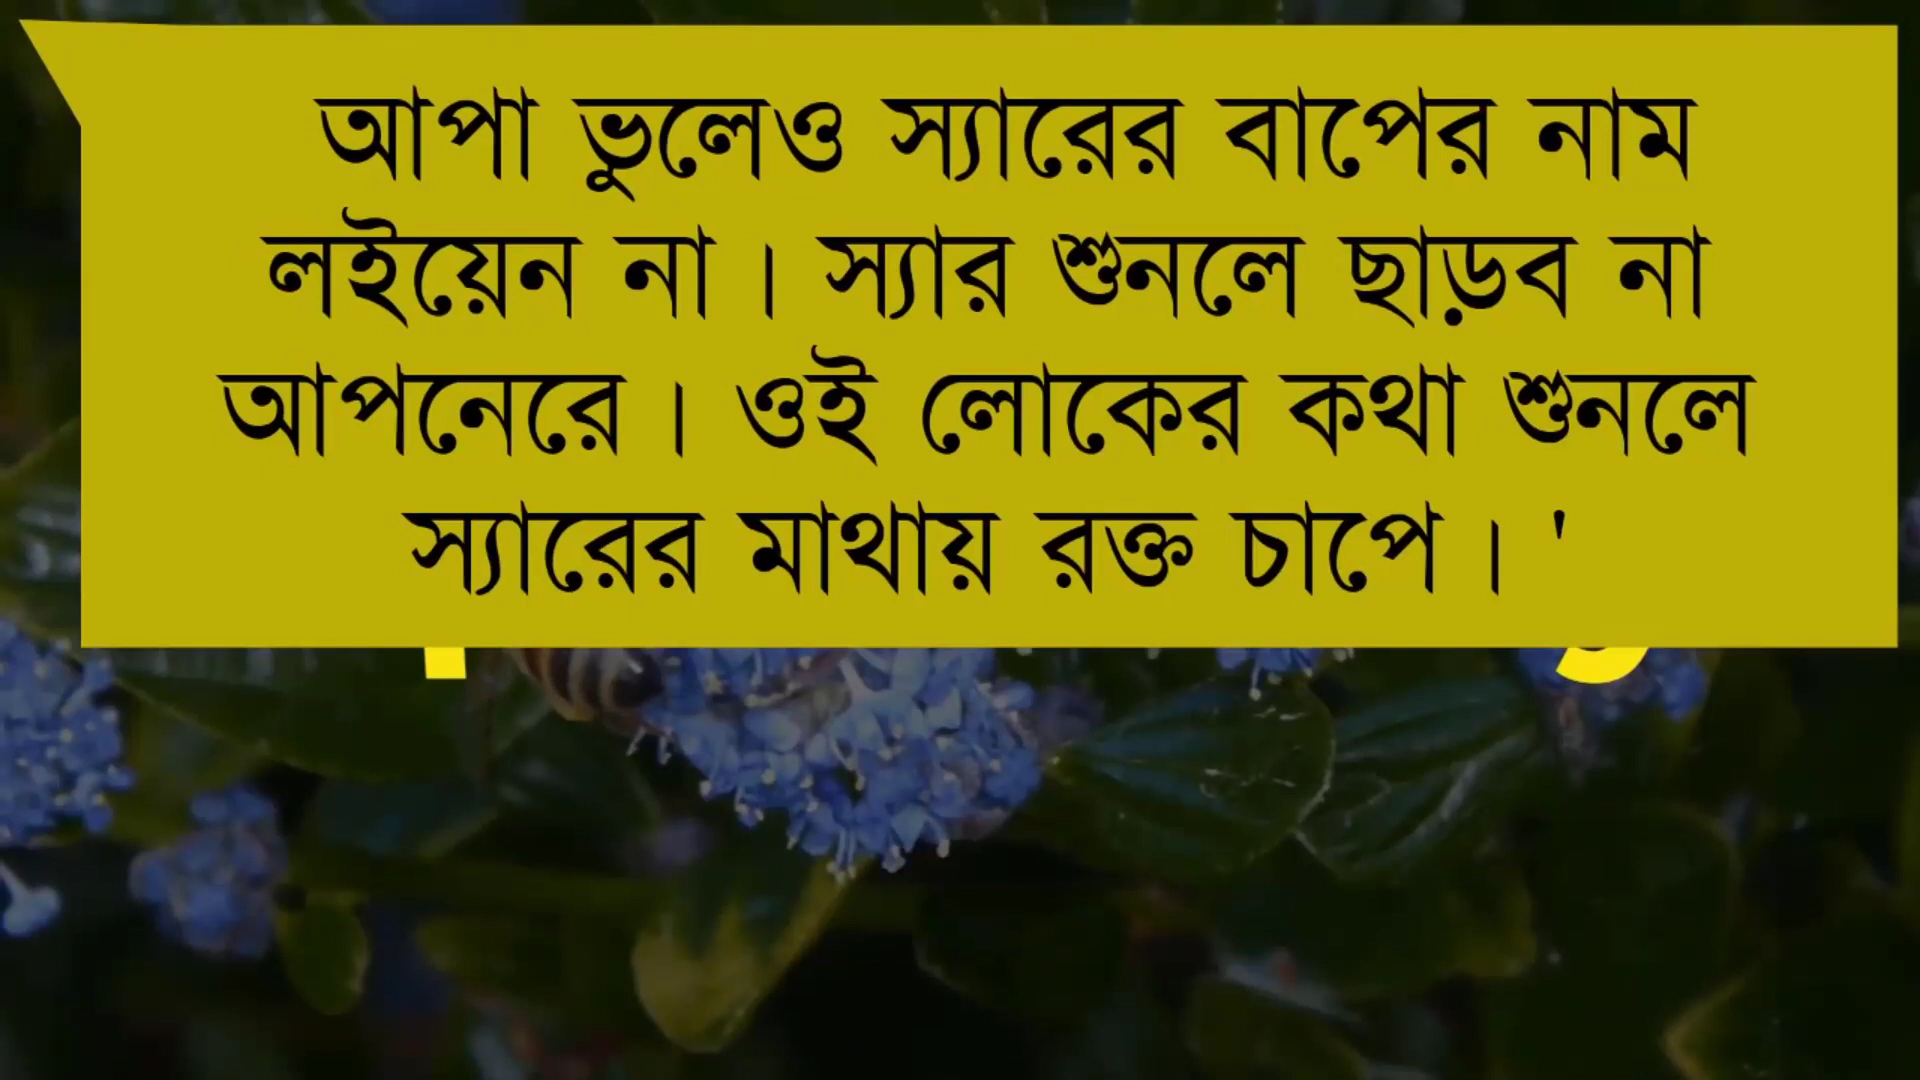 আপা ভুলেও স্যারের বাপের নাম
লইয়েন না। স্যার শুনলে ছাড়ব না
আপনেরে। ওই লোকের কথা শুনলে
স্যারের মাথায় রক্ত চাপে। '